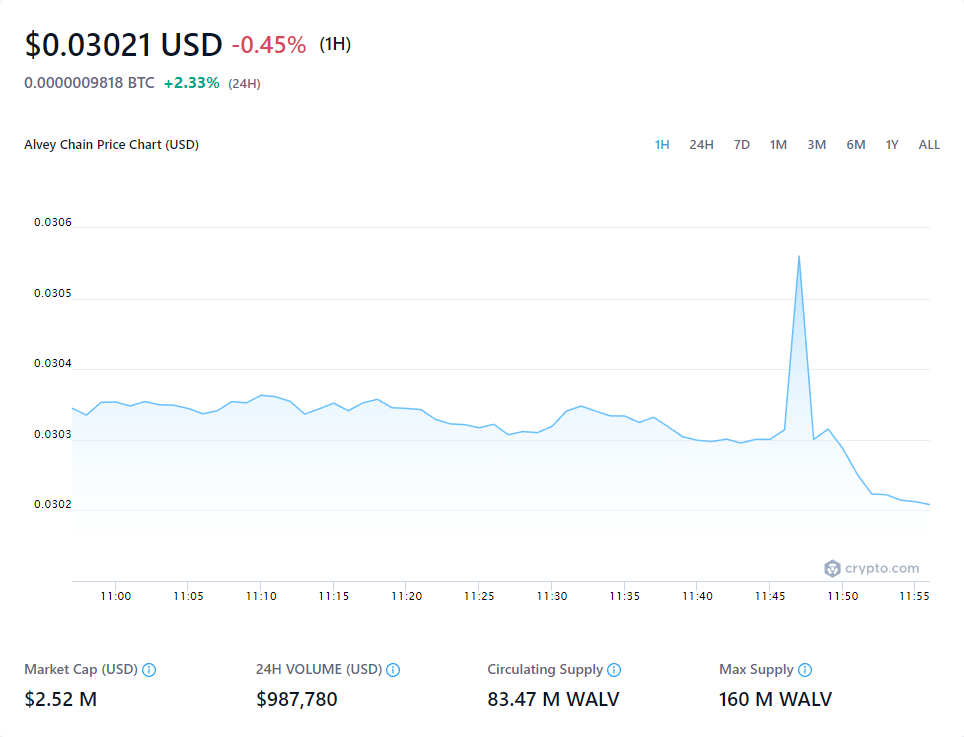 $0.03021 USD -0.45% (1H)
0.0000009818 BTC +2.33% (24H)
Alvey Chain Price Chart (USD) 1H 24H 7D 1M 3M 6M 1Y ALL
0.0306
0.0305
0.0304
0.0303
0.0302
crypto.com
11:00 11:05 11:10 11:15 11:20 11:25 11:30 11:35 11:40 11:45 11:50 11:55
Market Cap (USD) 24H VOLUME (USD) Circulating Supply Max Supply
$2.52 M $987,780 83.47 M WALV 160 M WALV